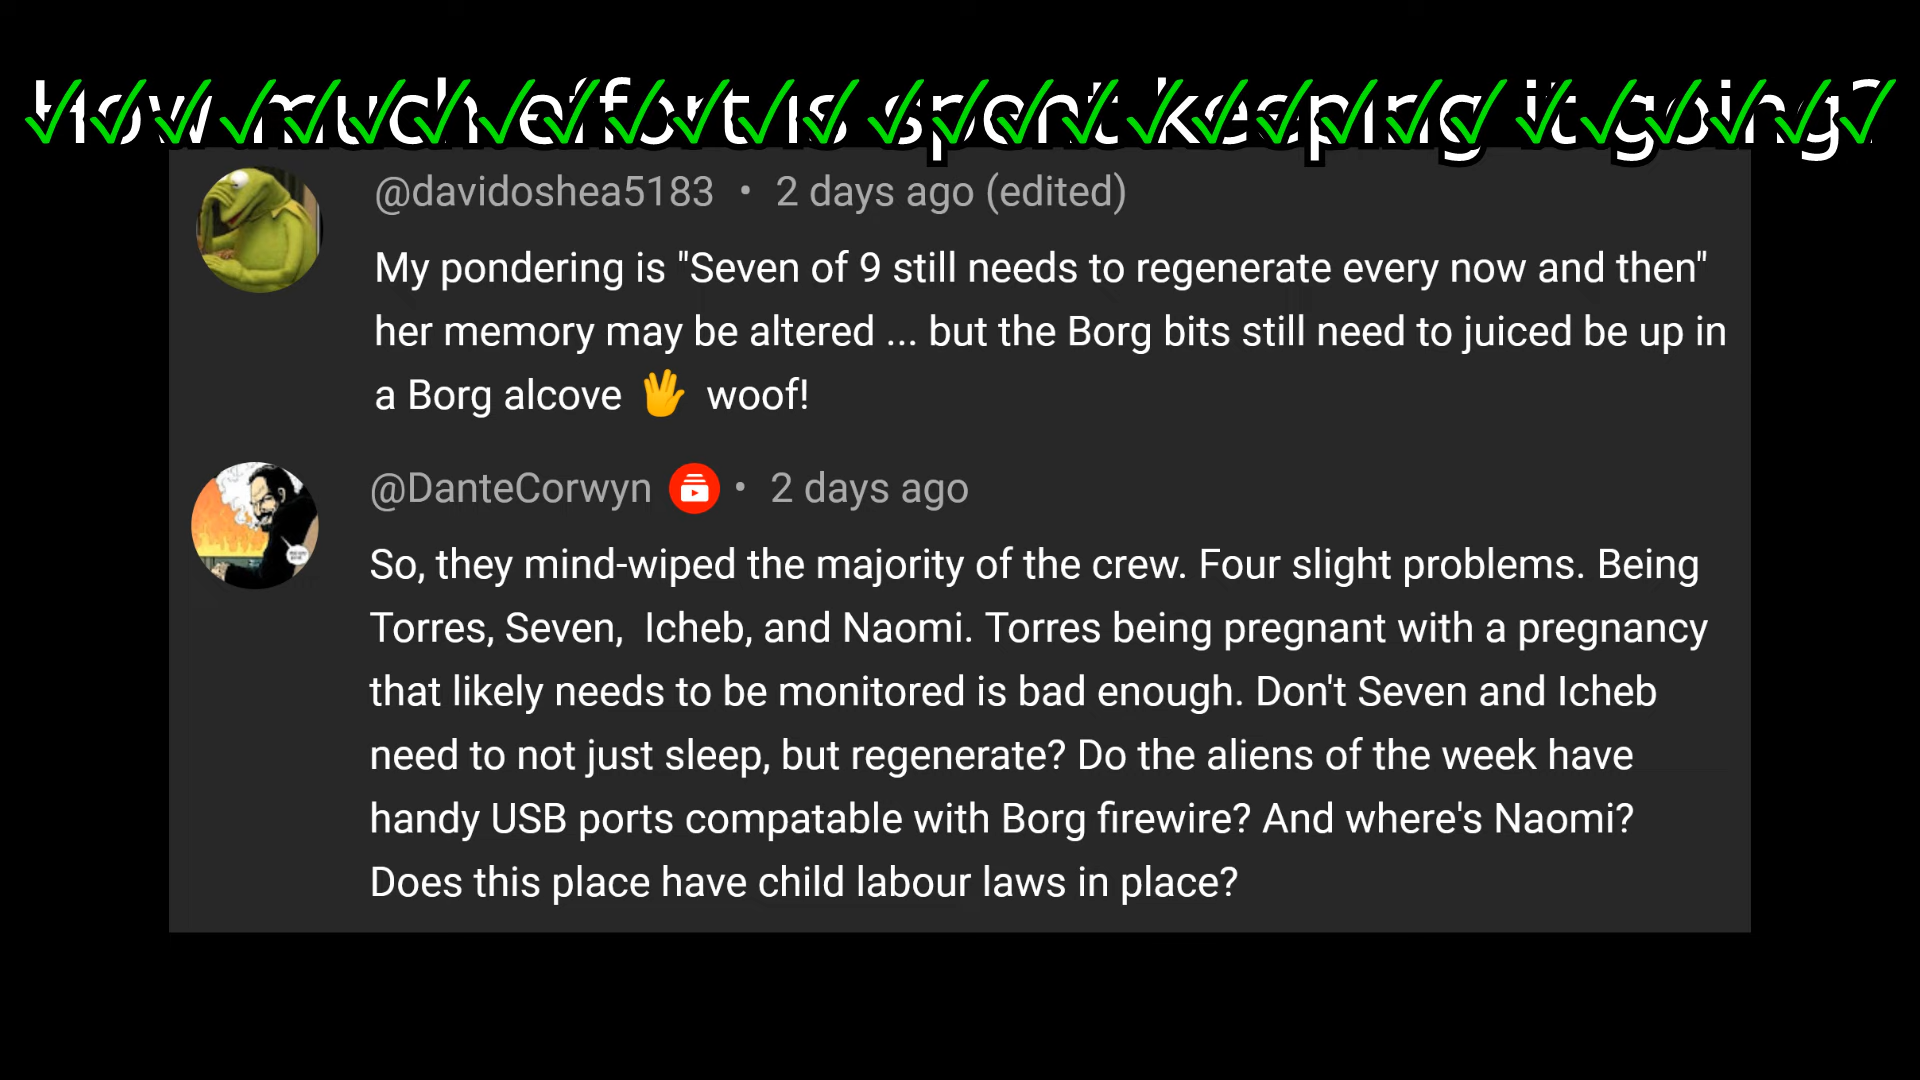 How much effort is spent keeping it going?
@davidoshea5183 • 2 days ago (edited)
My pondering is "Seven of 9 still needs to regenerate every now and then"
her memory may be altered ... but the Borg bits still need to juiced be up in
a Borg alcove 🖖 woof!
@DanteCorwyn • 2 days ago
So, they mind-wiped the majority of the crew. Four slight problems. Being
Torres, Seven,  Icheb, and Naomi. Torres being pregnant with a pregnancy
that likely needs to be monitored is bad enough. Don't Seven and Icheb
need to not just sleep, but regenerate? Do the aliens of the week have
handy USB ports compatable with Borg firewire? And where's Naomi?
Does this place have child labour laws in place?